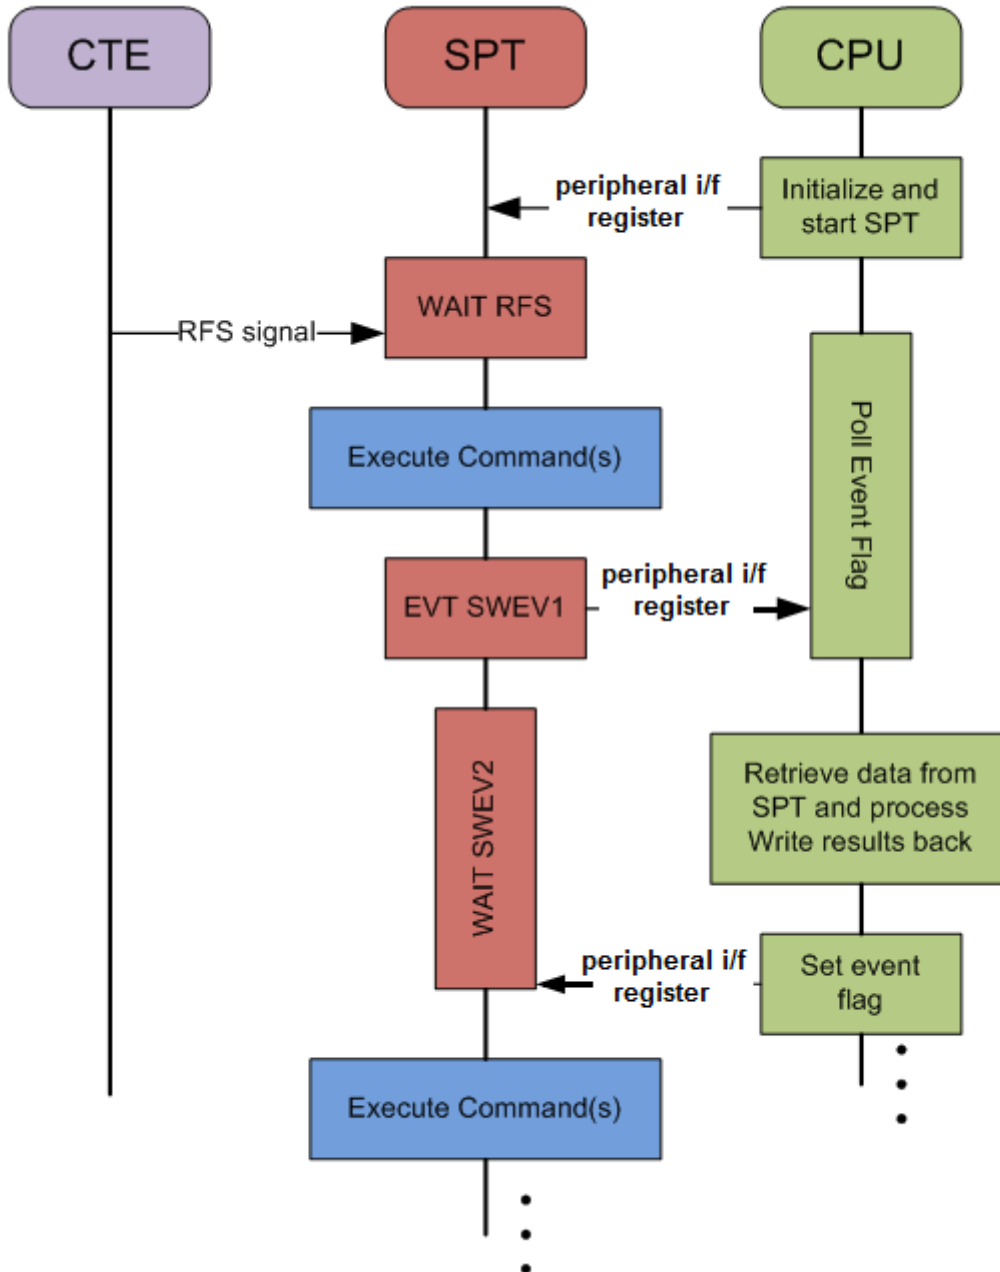 CTE
SPT
CPU
peripheral i/f
register
Initialize and
start SPT
WAIT RFS
RFS signal
Poll Event Flag
Execute Command(s)
EVT SWEV1
peripheral i/f
register
WAIT SWEV2
Retrieve data from
SPT and process
Write results back
peripheral i/f
register
Set event
flag
Execute Command(s)